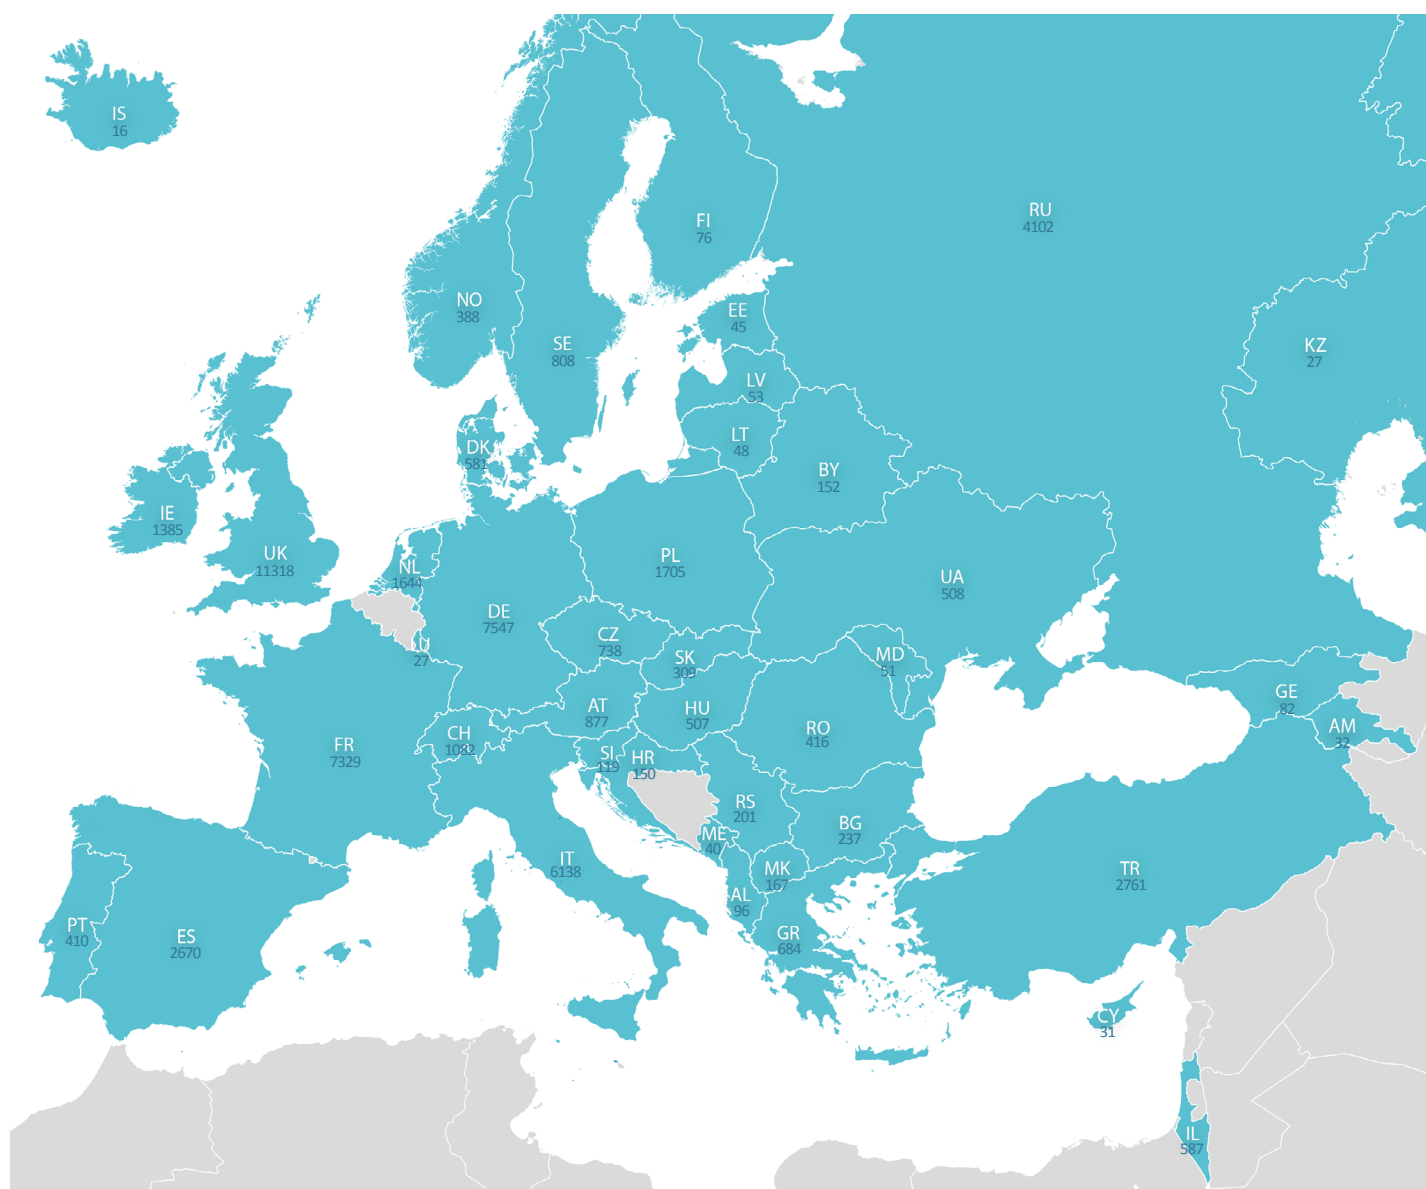 IS
16
RU
4102
FI
76
NO
388
EE
45
SE
808
KZ
27
LV
53
LT
48
DK
581
BY
152
IE
1385
UK
11318
PL
1705
NL
1644
UA
508
DE
7547
CZ
738
LU
27
SK
309
MD
51
GE
82
AT
877
HU
507
RO
416
AM
32
CH
1082
FR
7329
SI
119
HR
150
RS
201
BG
237
ME
40
IT
6138
MK
167
TR
2761
AL
96
PT
410
ES
2670
GR
684
CY
31
IL
587